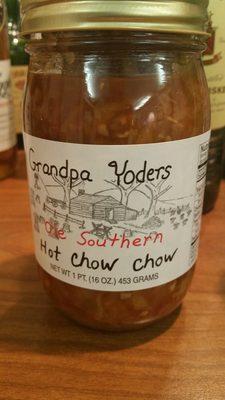 Grandpa Yoders
Ole Southern
Hot Chow Chow
NET WT 1 PT. (16 OZ.) 453 GRAMS